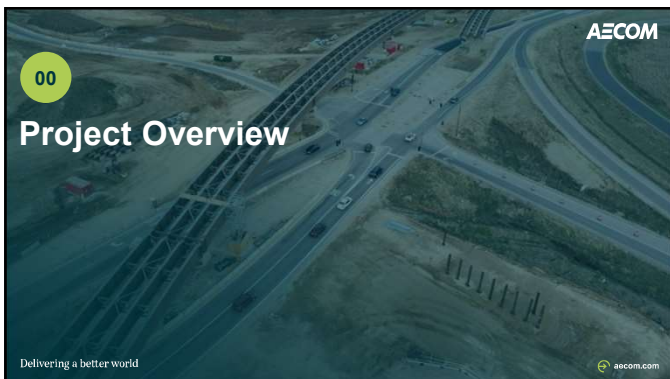 AECOM
00
Project Overview
Delivering a better world
aecom.com